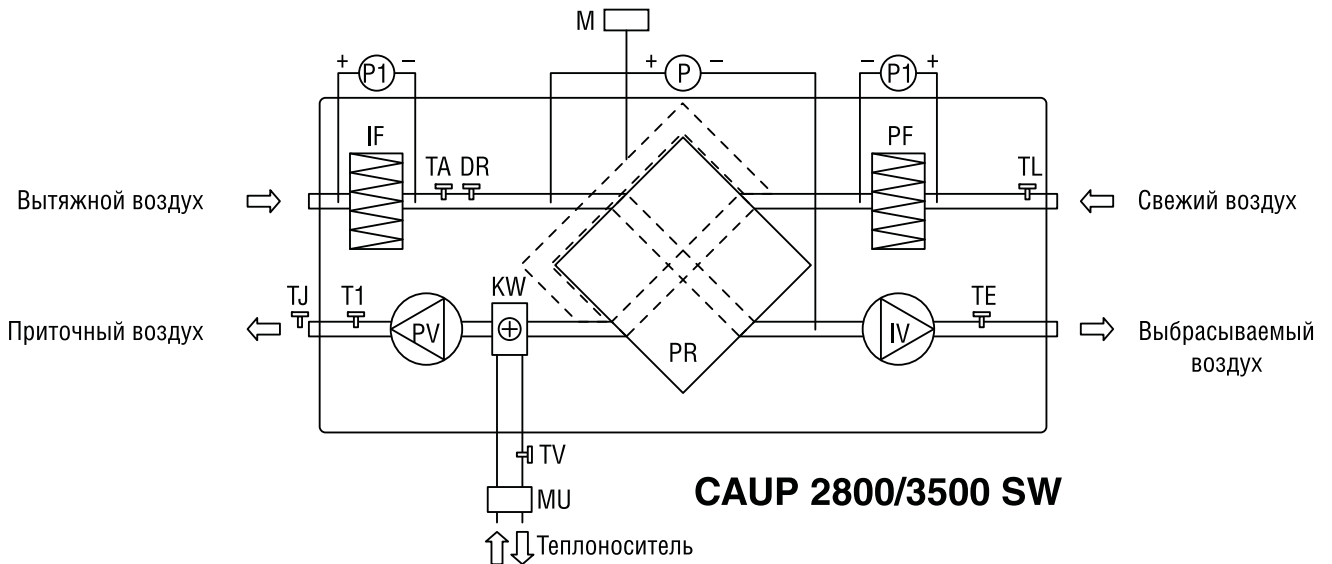 M
+ P1 −
+ P −
− P1 +
IF
PF
TA DR
TL
Вытяжной воздух
Свежий воздух
KW
TJ T1
TE
Приточный воздух
PV
PR
IV
Выбрасываемый
воздух
TV
MU
CAUP 2800/3500 SW
Теплоноситель